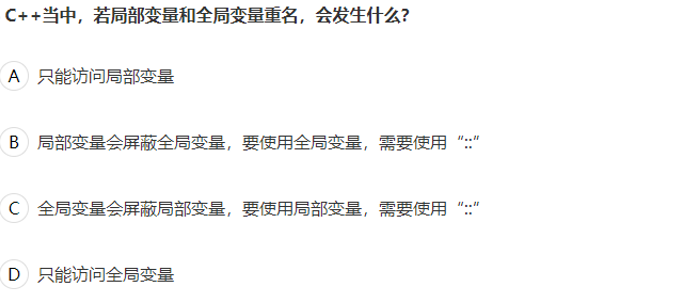 C++当中，若局部变量和全局变量重名，会发生什么？
A 只能访问局部变量
B 局部变量会屏蔽全局变量，要使用全局变量，需要使用“::”
C 全局变量会屏蔽局部变量，要使用局部变量，需要使用“::”
D 只能访问全局变量